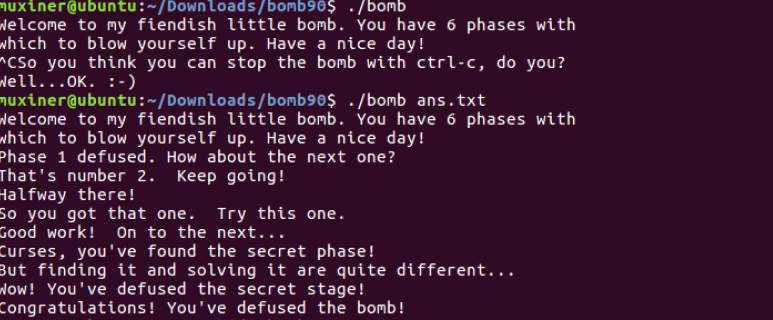 muxiner@ubuntu:~/Downloads/bomb90$ ./bomb
Welcome to my fiendish little bomb. You have 6 phases with
which to blow yourself up. Have a nice day!
^CSo you think you can stop the bomb with ctrl-c, do you?
Well...OK. :-)
muxiner@ubuntu:~/Downloads/bomb90$ ./bomb ans.txt
Welcome to my fiendish little bomb. You have 6 phases with
which to blow yourself up. Have a nice day!
Phase 1 defused. How about the next one?
That's number 2.  Keep going!
Halfway there!
So you got that one.  Try this one.
Good work!  On to the next...
Curses, you've found the secret phase!
But finding it and solving it are quite different...
Wow! You've defused the secret stage!
Congratulations! You've defused the bomb!